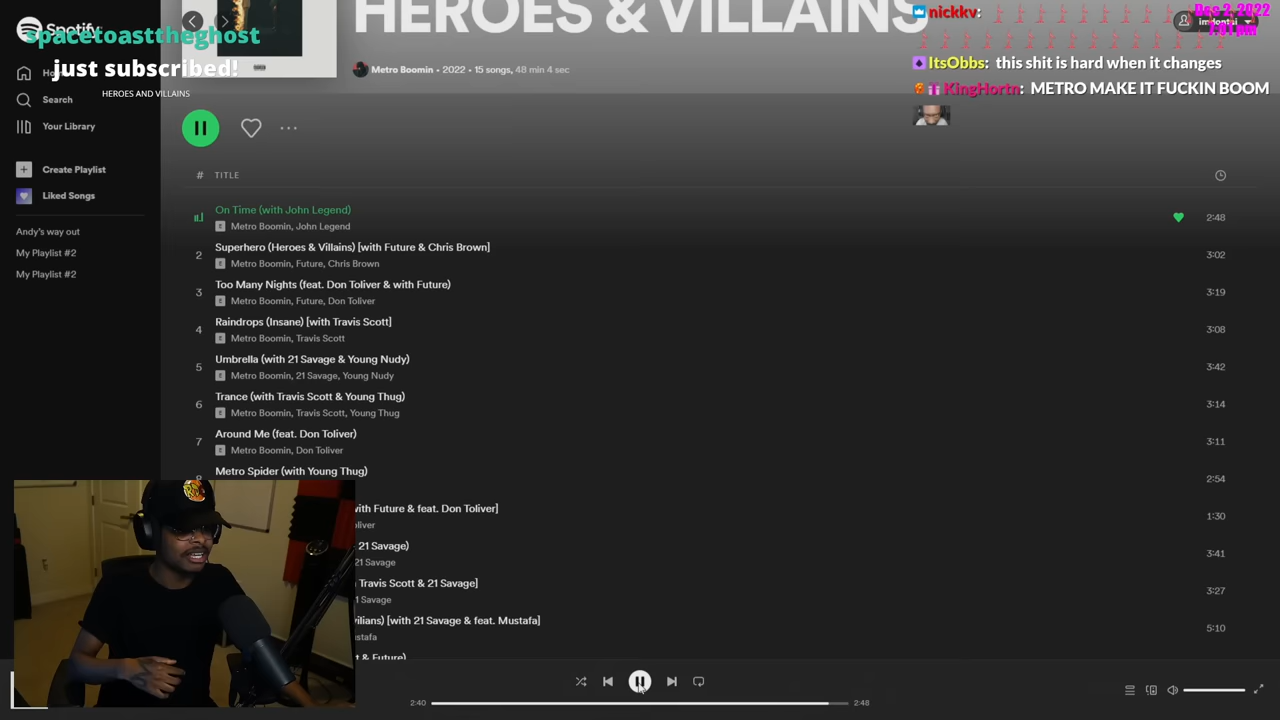 HEROES & VILLAINS
Spotify
spacetoasttheghost
just subscribed!
HEROES AND VILLAINS
nickkv:
Dec 2, 2022
imdontai
ItsObbs: this shit is hard when it changes
KingHortn: METRO MAKE IT FUCKIN BOOM
Metro Boomin • 2022 • 15 songs, 48 min 4 sec
Search
Your Library
Create Playlist
Liked Songs
Andy's way out
My Playlist #2
My Playlist #2
# TITLE
On Time (with John Legend)
Metro Boomin, John Legend
2:48
2 Superhero (Heroes & Villains) [with Future & Chris Brown]
Metro Boomin, Future, Chris Brown
3:02
3 Too Many Nights (feat. Don Toliver & with Future)
Metro Boomin, Future, Don Toliver
3:19
4 Raindrops (Insane) [with Travis Scott]
Metro Boomin, Travis Scott
3:08
5 Umbrella (with 21 Savage & Young Nudy)
Metro Boomin, 21 Savage, Young Nudy
3:42
6 Trance (with Travis Scott & Young Thug)
Metro Boomin, Travis Scott, Young Thug
3:14
7 Around Me (feat. Don Toliver)
Metro Boomin, Don Toliver
3:11
Metro Spider (with Young Thug)
2:54
with Future & feat. Don Toliver]
1:30
21 Savage)
21 Savage
3:41
Travis Scott & 21 Savage]
Savage
3:27
[with 21 Savage & feat. Mustafa]
5:10
& Future)
2:40
2:48